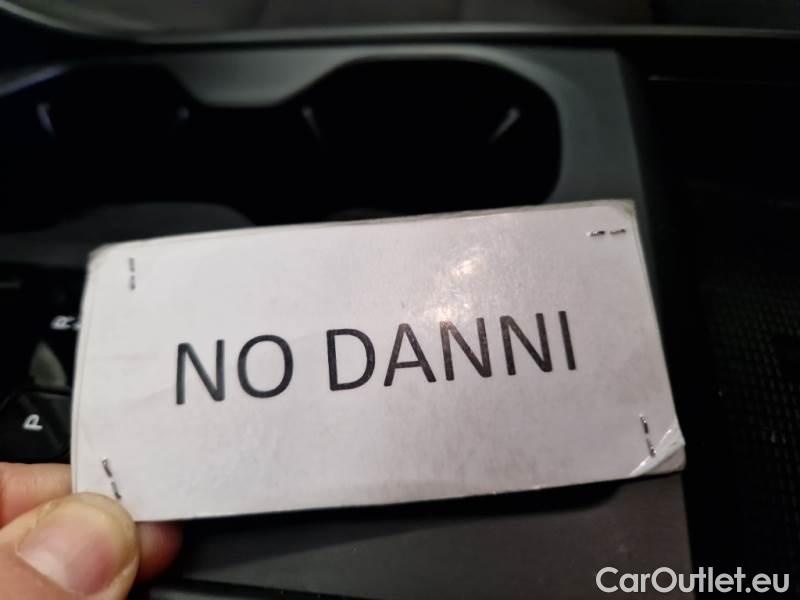 NO DANNI
R
P
CarOutlet.eu